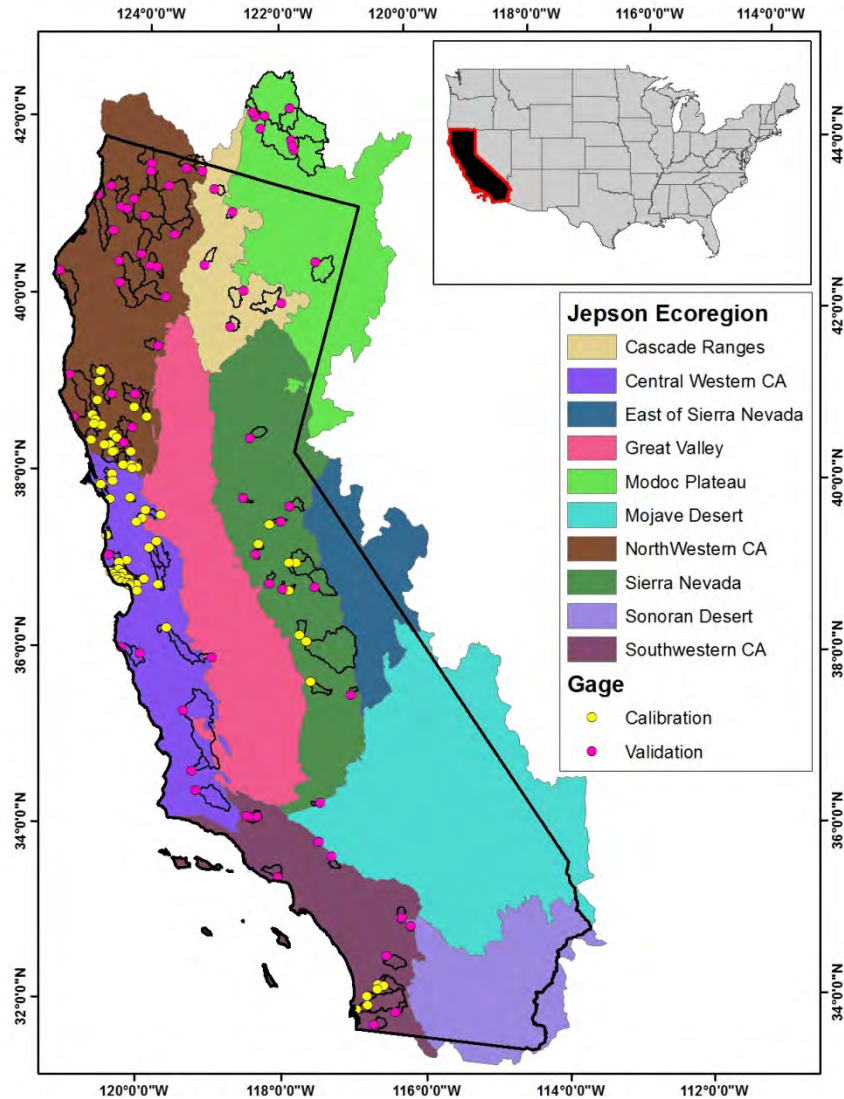 124°0'0"W 122°0'0"W 120°0'0"W 118°0'0"W 116°0'0"W 114°0'0"W
42°0'0"N
40°0'0"N
38°0'0"N
36°0'0"N
34°0'0"N
32°0'0"N
44°0'0"N
42°0'0"N
40°0'0"N
38°0'0"N
36°0'0"N
34°0'0"N
Jepson Ecoregion
Cascade Ranges
Central Western CA
East of Sierra Nevada
Great Valley
Modoc Plateau
Mojave Desert
NorthWestern CA
Sierra Nevada
Sonoran Desert
Southwestern CA
Gage
Calibration
Validation
120°0'0"W 118°0'0"W 116°0'0"W 114°0'0"W 112°0'0"W